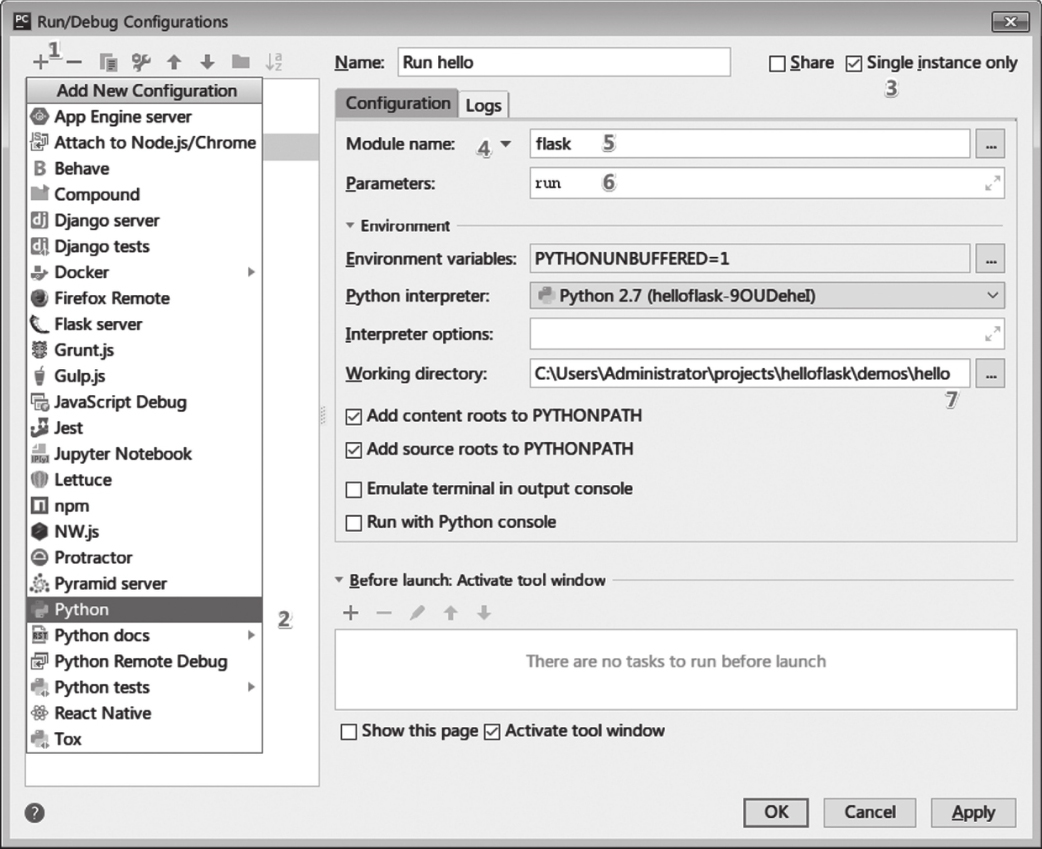 PC Run/Debug Configurations
1
Add New Configuration
App Engine server
Attach to Node.js/Chrome
Behave
Compound
Django server
Django tests
Docker
Firefox Remote
Flask server
Grunt.js
Gulp.js
JavaScript Debug
Jest
Jupyter Notebook
Lettuce
npm
NW.js
Protractor
Pyramid server
Python
2
Python docs
Python Remote Debug
Python tests
React Native
Tox
Name: Run hello
Share Single instance only
3
Configuration Logs
Module name: 4 flask 5 ...
Parameters: run 6
Environment
Environment variables: PYTHONUNBUFFERED=1 ...
Python interpreter: Python 2.7 (helloflask-9OUDeheI)
Interpreter options:
Working directory: C:\Users\Administrator\projects\helloflask\demos\hello ...
7
Add content roots to PYTHONPATH
Add source roots to PYTHONPATH
Emulate terminal in output console
Run with Python console
Before launch: Activate tool window
There are no tasks to run before launch
Show this page Activate tool window
? OK Cancel Apply